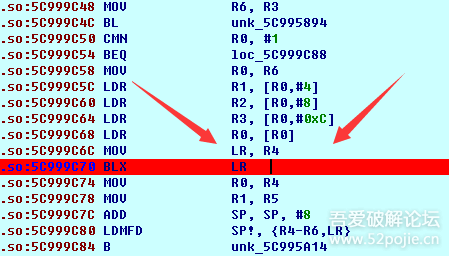 .so:5C999C48 MOV R6, R3
.so:5C999C4C BL unk_5C995894
.so:5C999C50 CMN R0, #1
.so:5C999C54 BEQ loc_5C999C88
.so:5C999C58 MOV R0, R6
.so:5C999C5C LDR R1, [R0,#4]
.so:5C999C60 LDR R2, [R0,#8]
.so:5C999C64 LDR R3, [R0,#0xC]
.so:5C999C68 LDR R0, [R0]
.so:5C999C6C MOV LR, R4
.so:5C999C70 BLX LR
.so:5C999C74 MOV R0, R4
.so:5C999C78 MOV R1, R5
.so:5C999C7C ADD SP, SP, #8
.so:5C999C80 LDMFD SP!, {R4-R6,LR}
.so:5C999C84 B unk_5C995A14
吾爱破解论坛
www.52pojie.cn